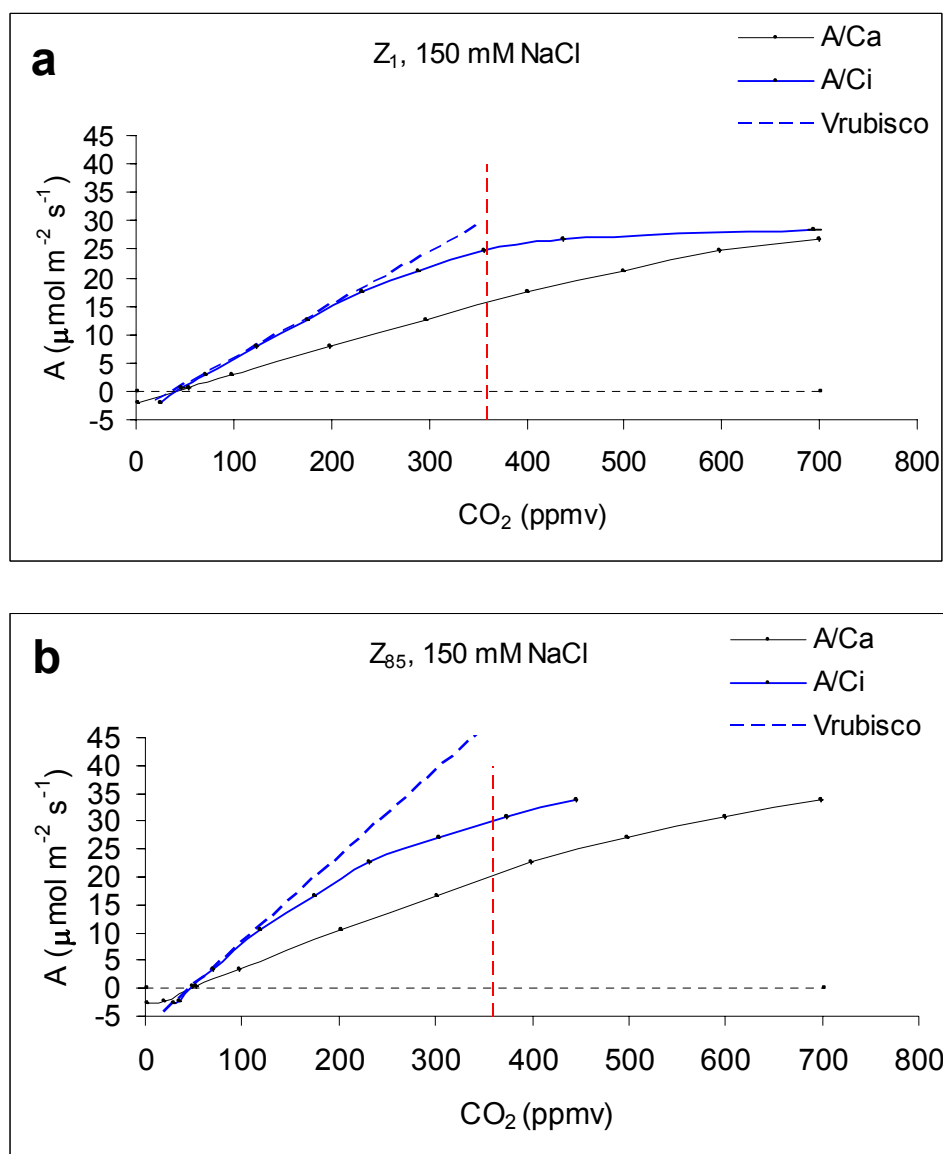 a
Z₁, 150 mM NaCl
A/Ca
A/Ci
Vrubisco
45
40
35
30
25
20
15
10
5
0
-5
A (μmol m⁻² s⁻¹)
0 100 200 300 400 500 600 700 800
CO₂ (ppmv)
b
Z₈₅, 150 mM NaCl
A/Ca
A/Ci
Vrubisco
45
40
35
30
25
20
15
10
5
0
-5
A (μmol m⁻² s⁻¹)
0 100 200 300 400 500 600 700 800
CO₂ (ppmv)